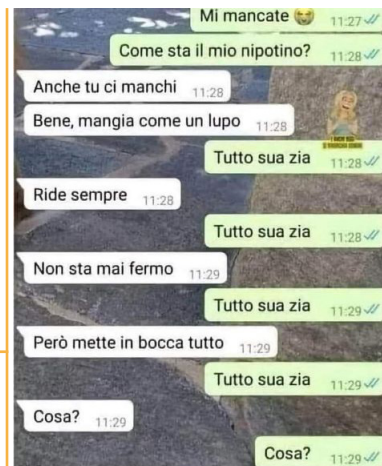 Mi mancate 😭 11:27
Come sta il mio nipotino? 11:28
Anche tu ci manchi 11:28
Bene, mangia come un lupo 11:28
Tutto sua zia 11:28
Ride sempre 11:28
Tutto sua zia 11:28
Non sta mai fermo 11:29
Tutto sua zia 11:29
Però mette in bocca tutto 11:29
Tutto sua zia 11:29
Cosa? 11:29
Cosa? 11:29